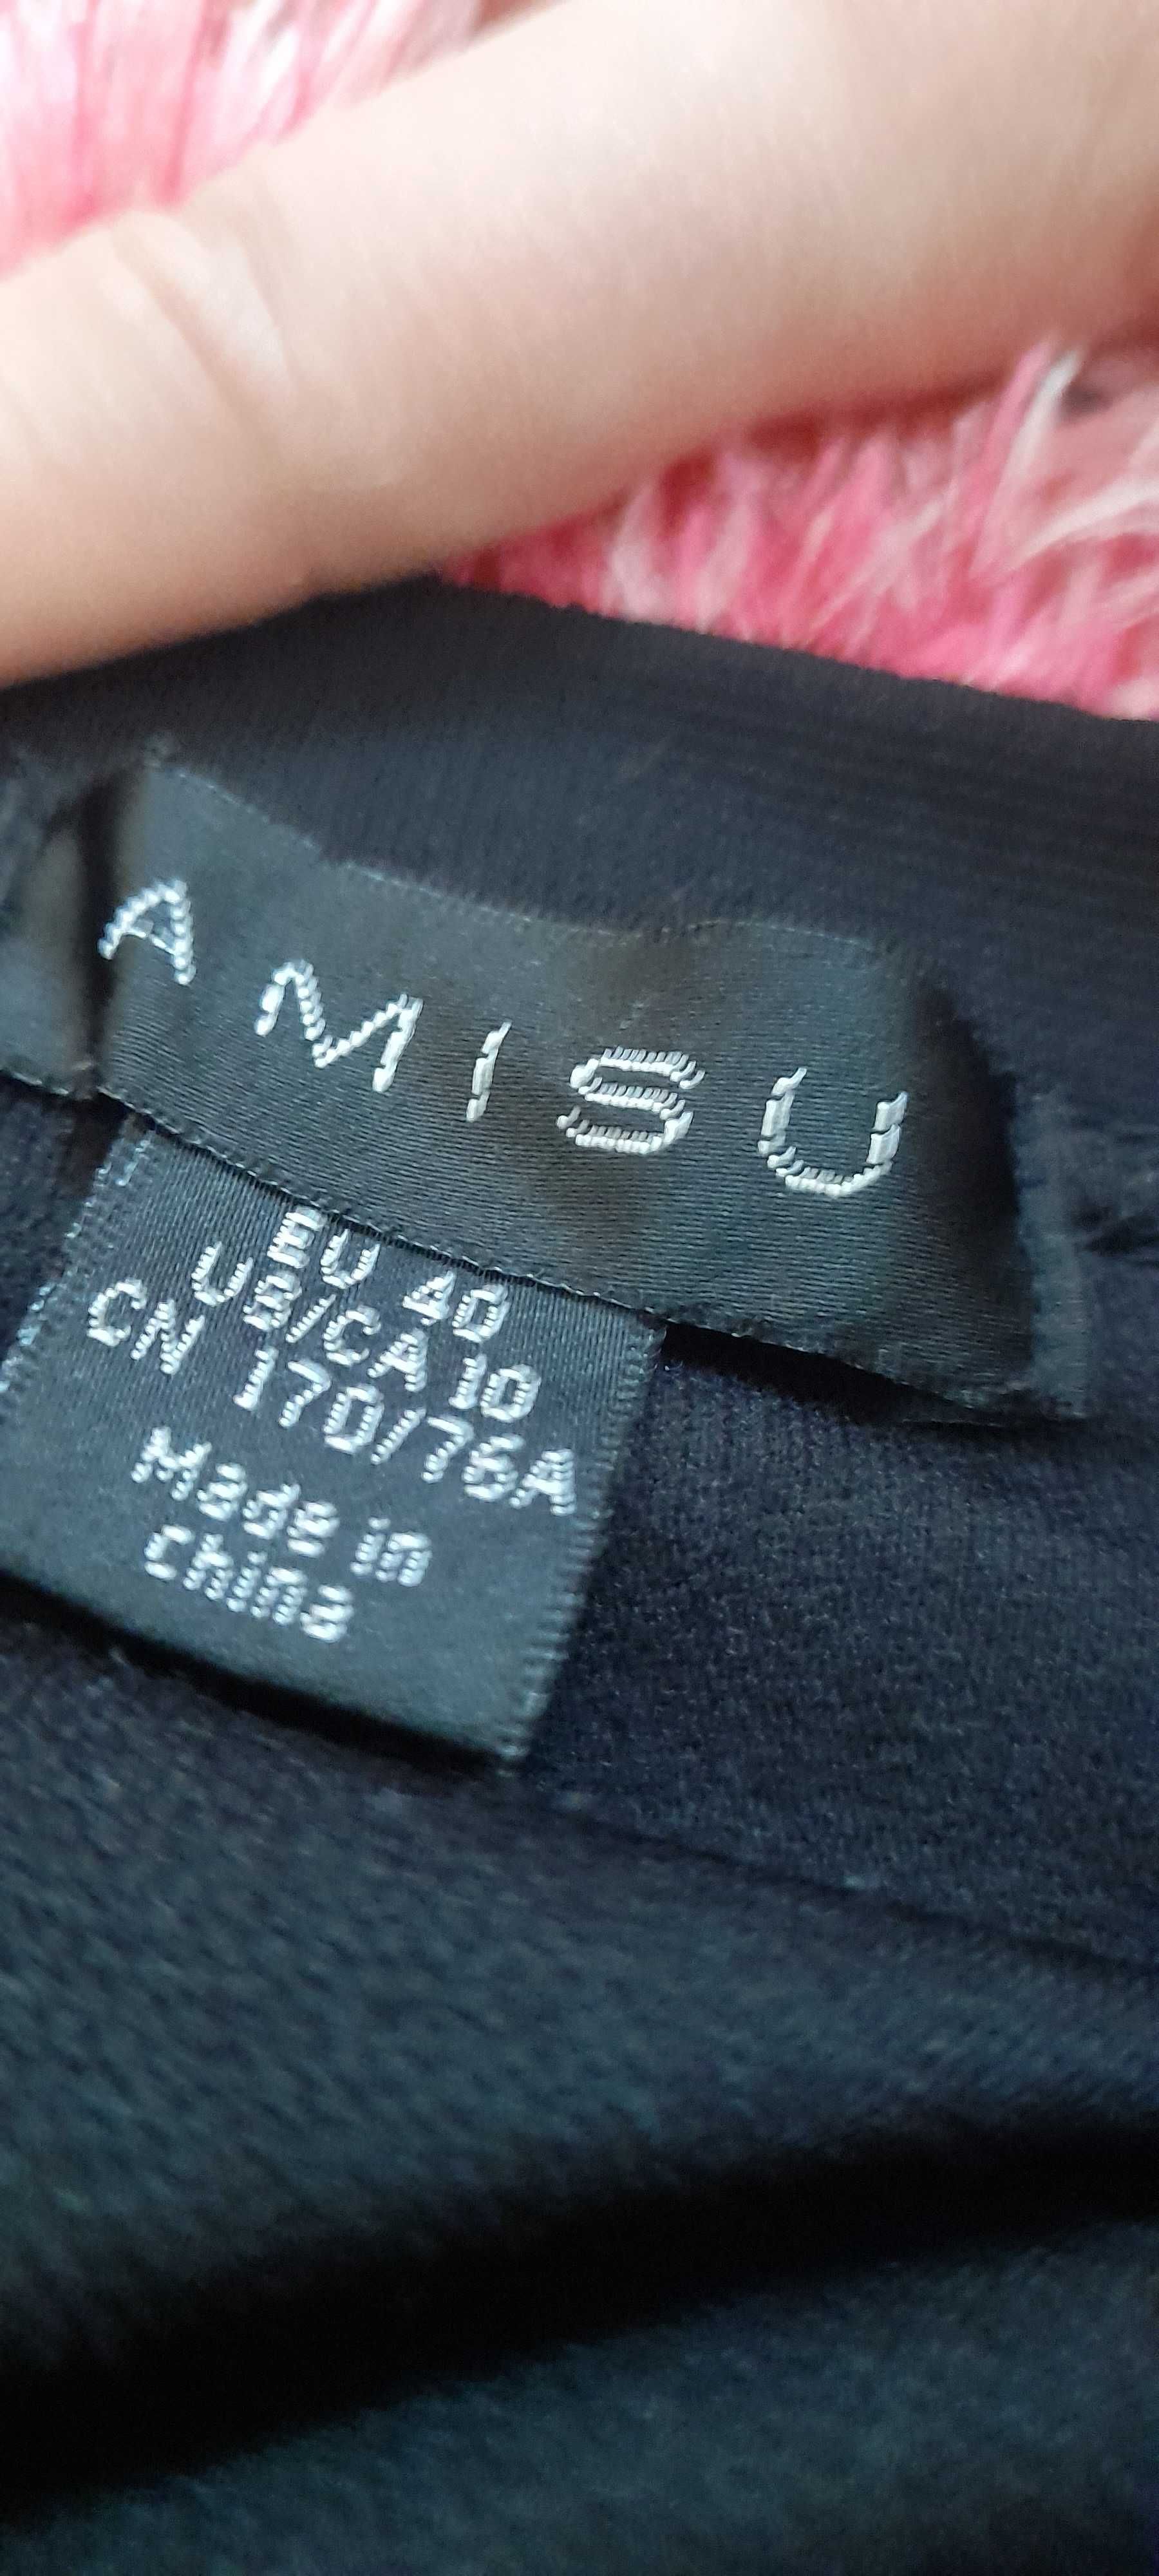 AMISU
EU 40
US/CA 10
CN 170/76A
Made in
China